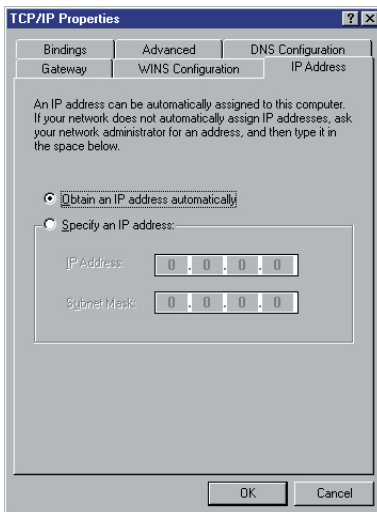 TCP/IP Properties
Bindings Advanced DNS Configuration
Gateway WINS Configuration IP Address
An IP address can be automatically assigned to this computer.
If your network does not automatically assign IP addresses, ask
your network administrator for an address, and then type it in
the space below.
Obtain an IP address automatically
Specify an IP address:
IP Address: 0 . 0 . 0 . 0
Subnet Mask: 0 . 0 . 0 . 0
OK Cancel